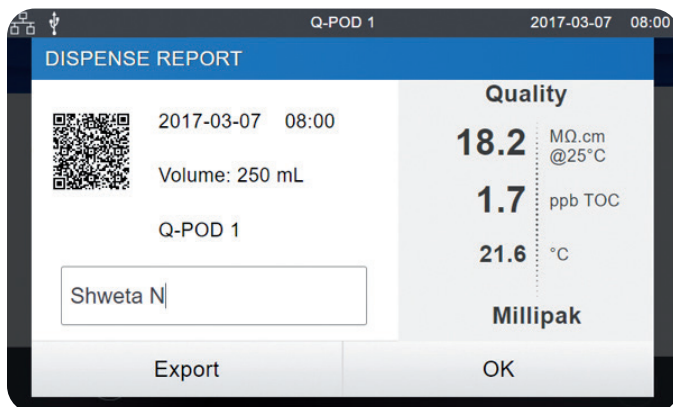 Q-POD 1 2017-03-07 08:00
DISPENSE REPORT
2017-03-07 08:00
Volume: 250 mL
Q-POD 1
Shweta N
Quality
18.2 MΩ.cm @25°C
1.7 ppb TOC
21.6 °C
Millipak
Export OK